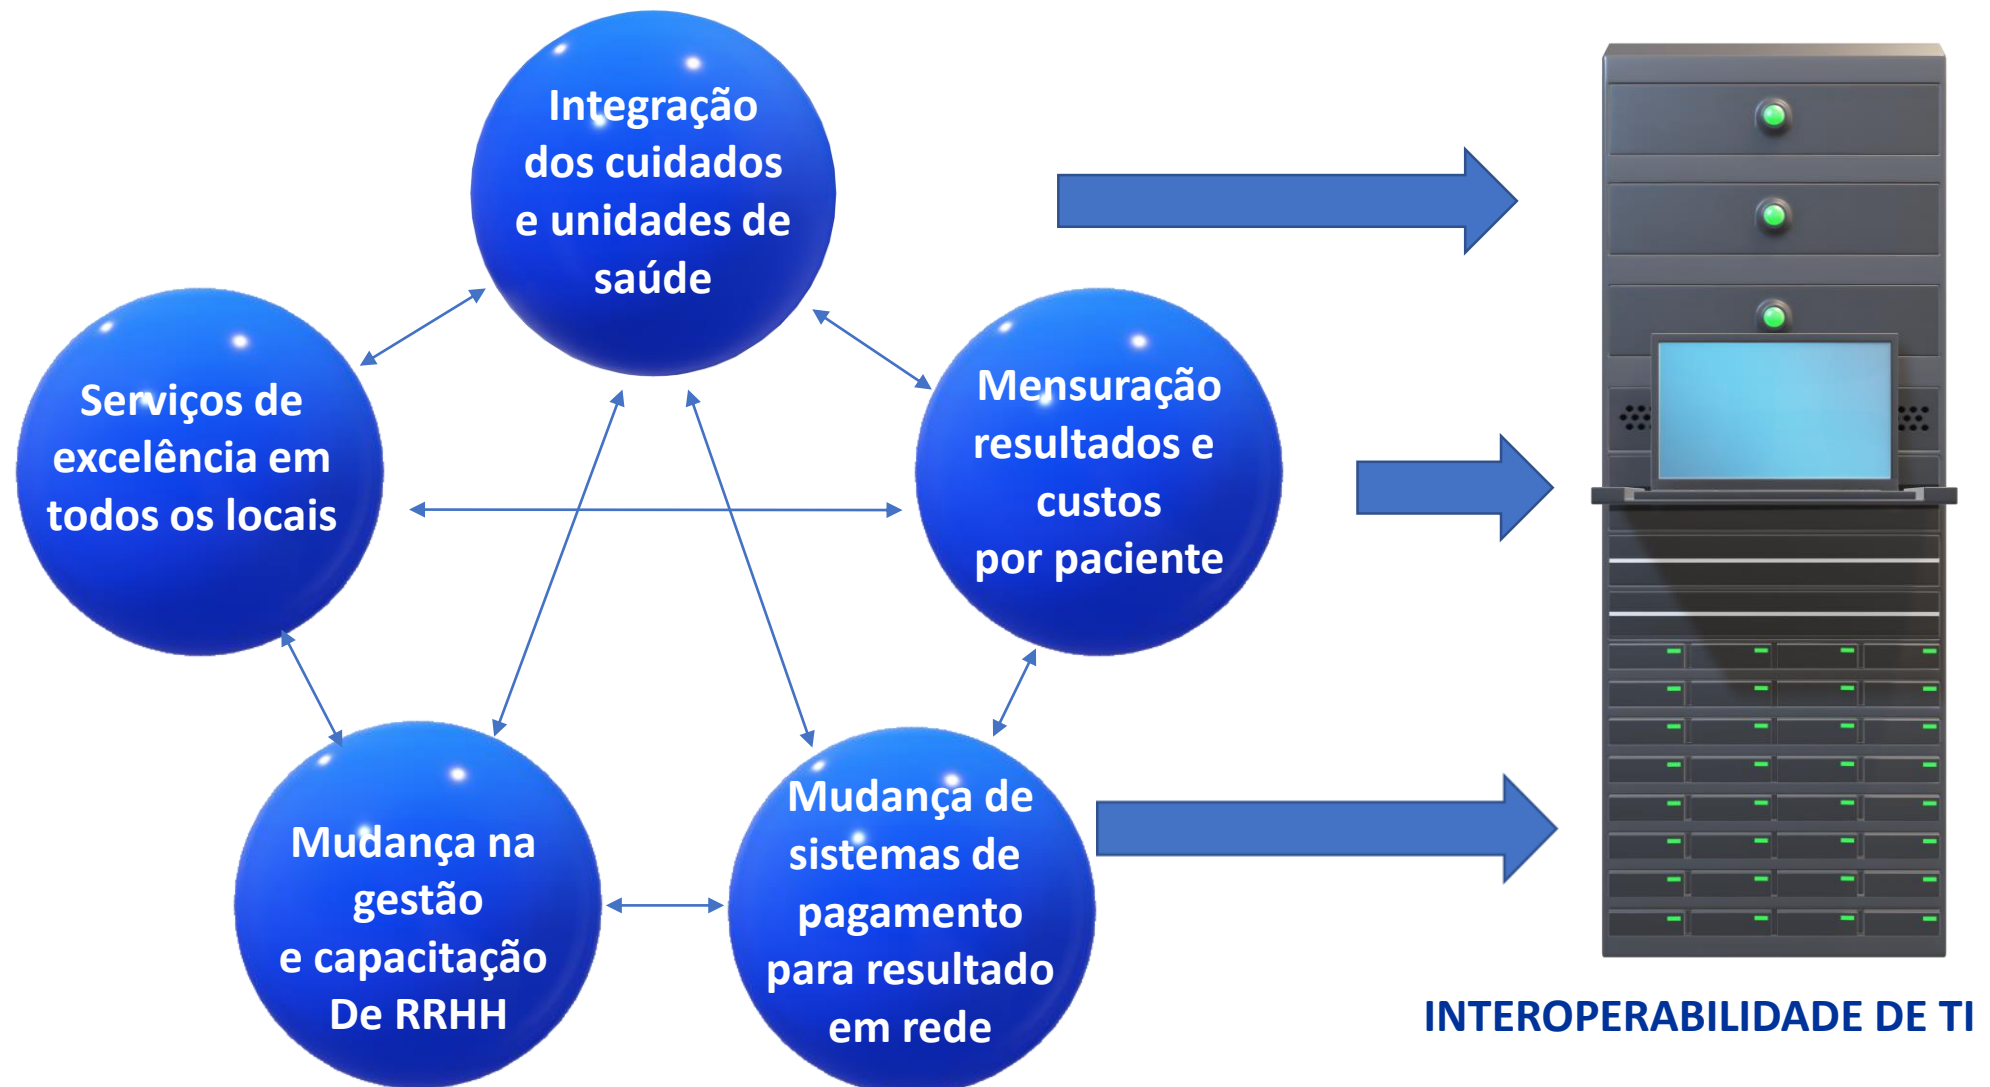 Integração
dos cuidados
e unidades de
saúde
Serviços de
excelência em
todos os locais
Mensuração
resultados e
custos
por paciente
Mudança na
gestão
e capacitação
De RRHH
Mudança de
sistemas de
pagamento
para resultado
em rede
INTEROPERABILIDADE DE TI